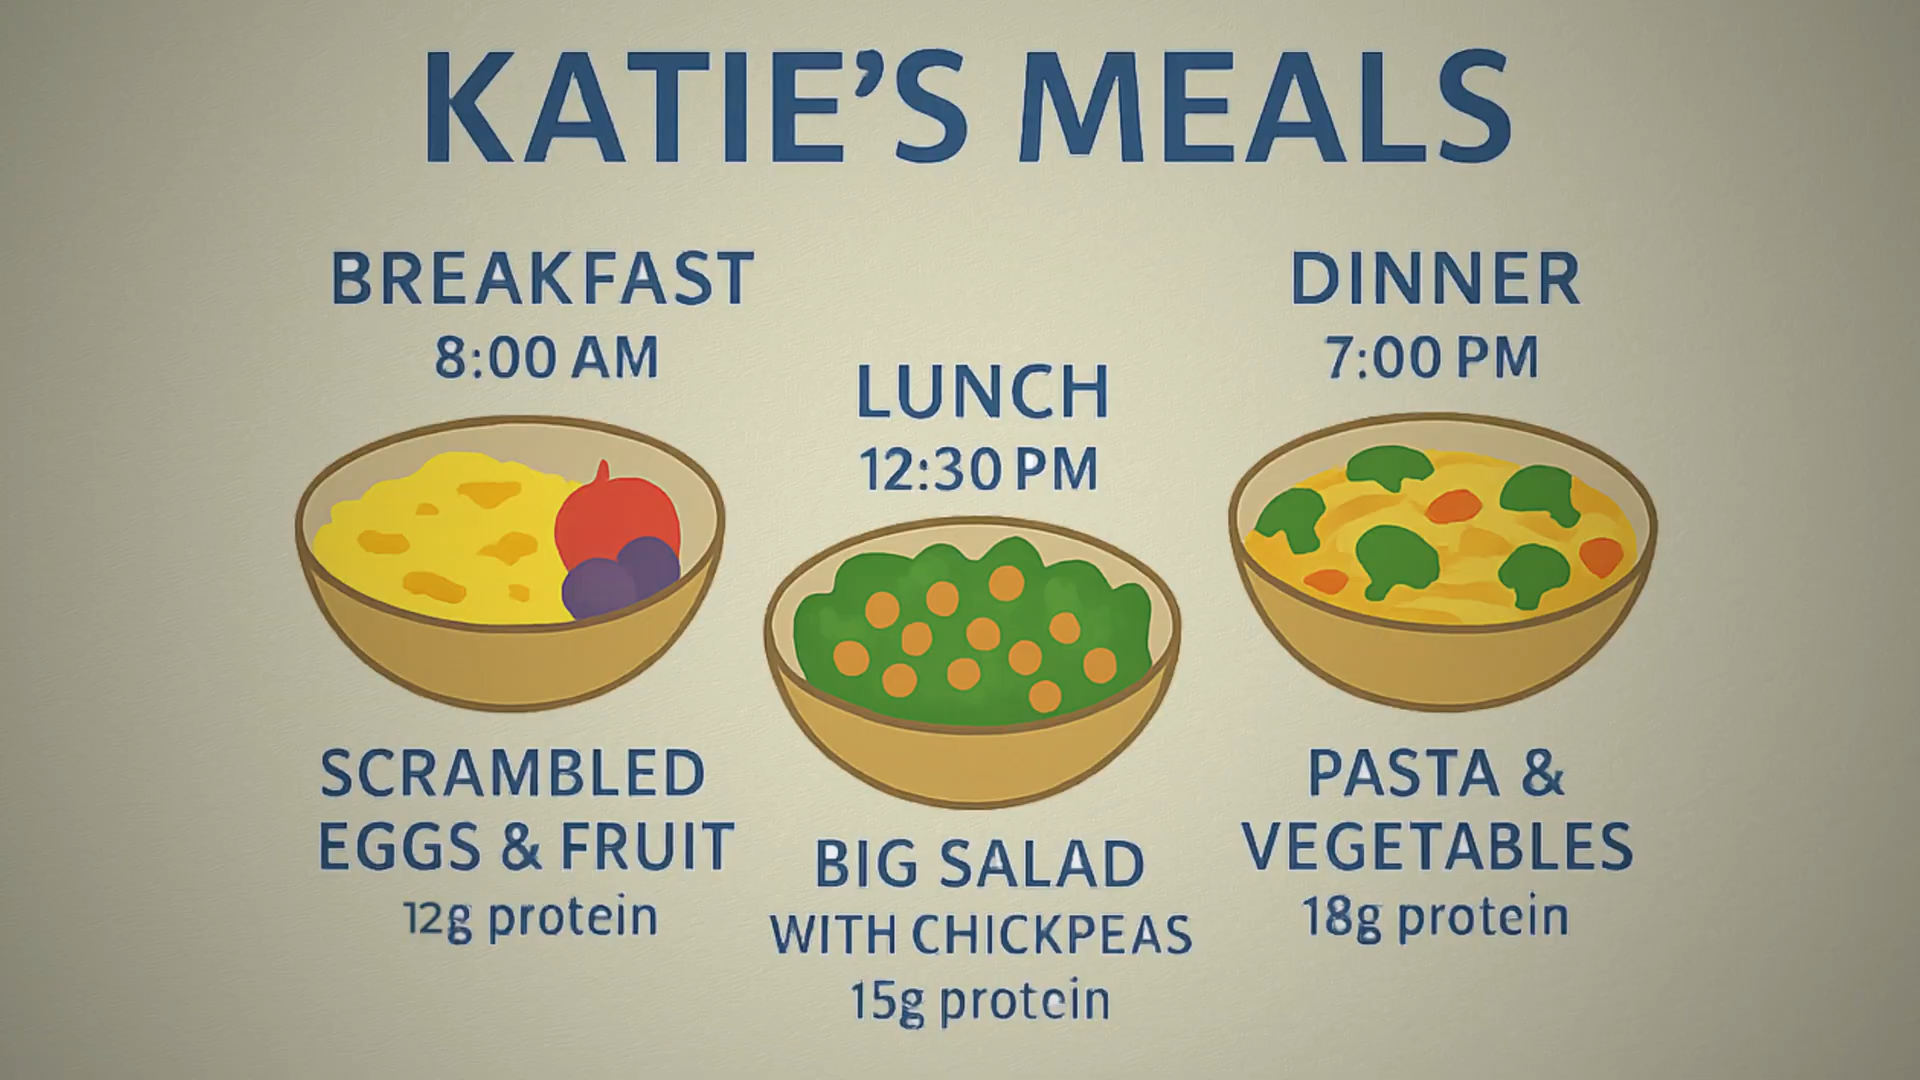 KATIE'S MEALS
BREAKFAST
8:00 AM
SCRAMBLED
EGGS & FRUIT
12g protein
LUNCH
12:30 PM
BIG SALAD
WITH CHICKPEAS
15g protein
DINNER
7:00 PM
PASTA &
VEGETABLES
18g protein